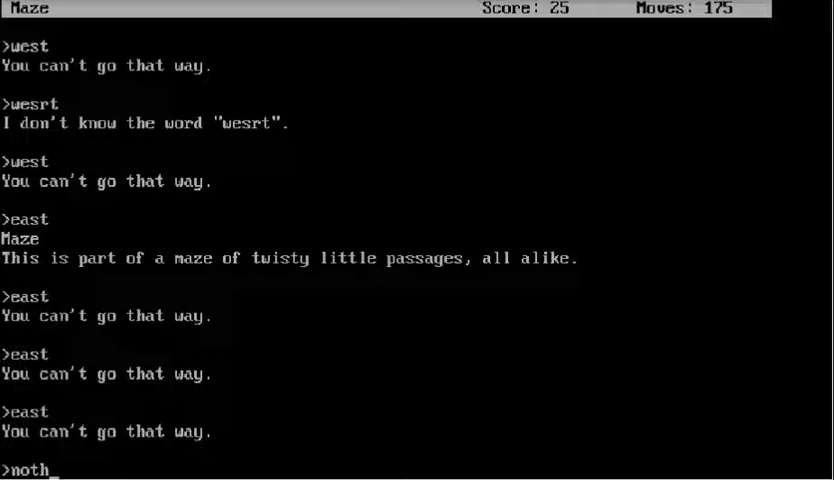 Maze Score: 25 Moves: 175
>west
You can't go that way.
>wesrt
I don't know the word "wesrt".
>west
You can't go that way.
>east
Maze
This is part of a maze of twisty little passages, all alike.
>east
You can't go that way.
>east
You can't go that way.
>east
You can't go that way.
>noth_